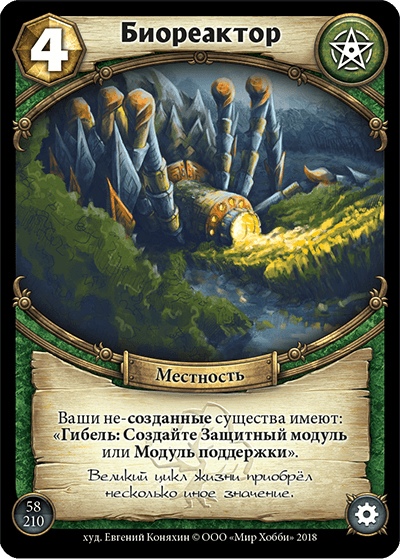 4
Биореактор
Местность
Ваши не-созданные существа имеют:
«Гибель: Создайте Защитный модуль
или Модуль поддержки».
Великий цикл жизни приобрёл
несколько иное значение.
58
210
худ. Евгений Коняхин © ООО «Мир Хобби» 2018